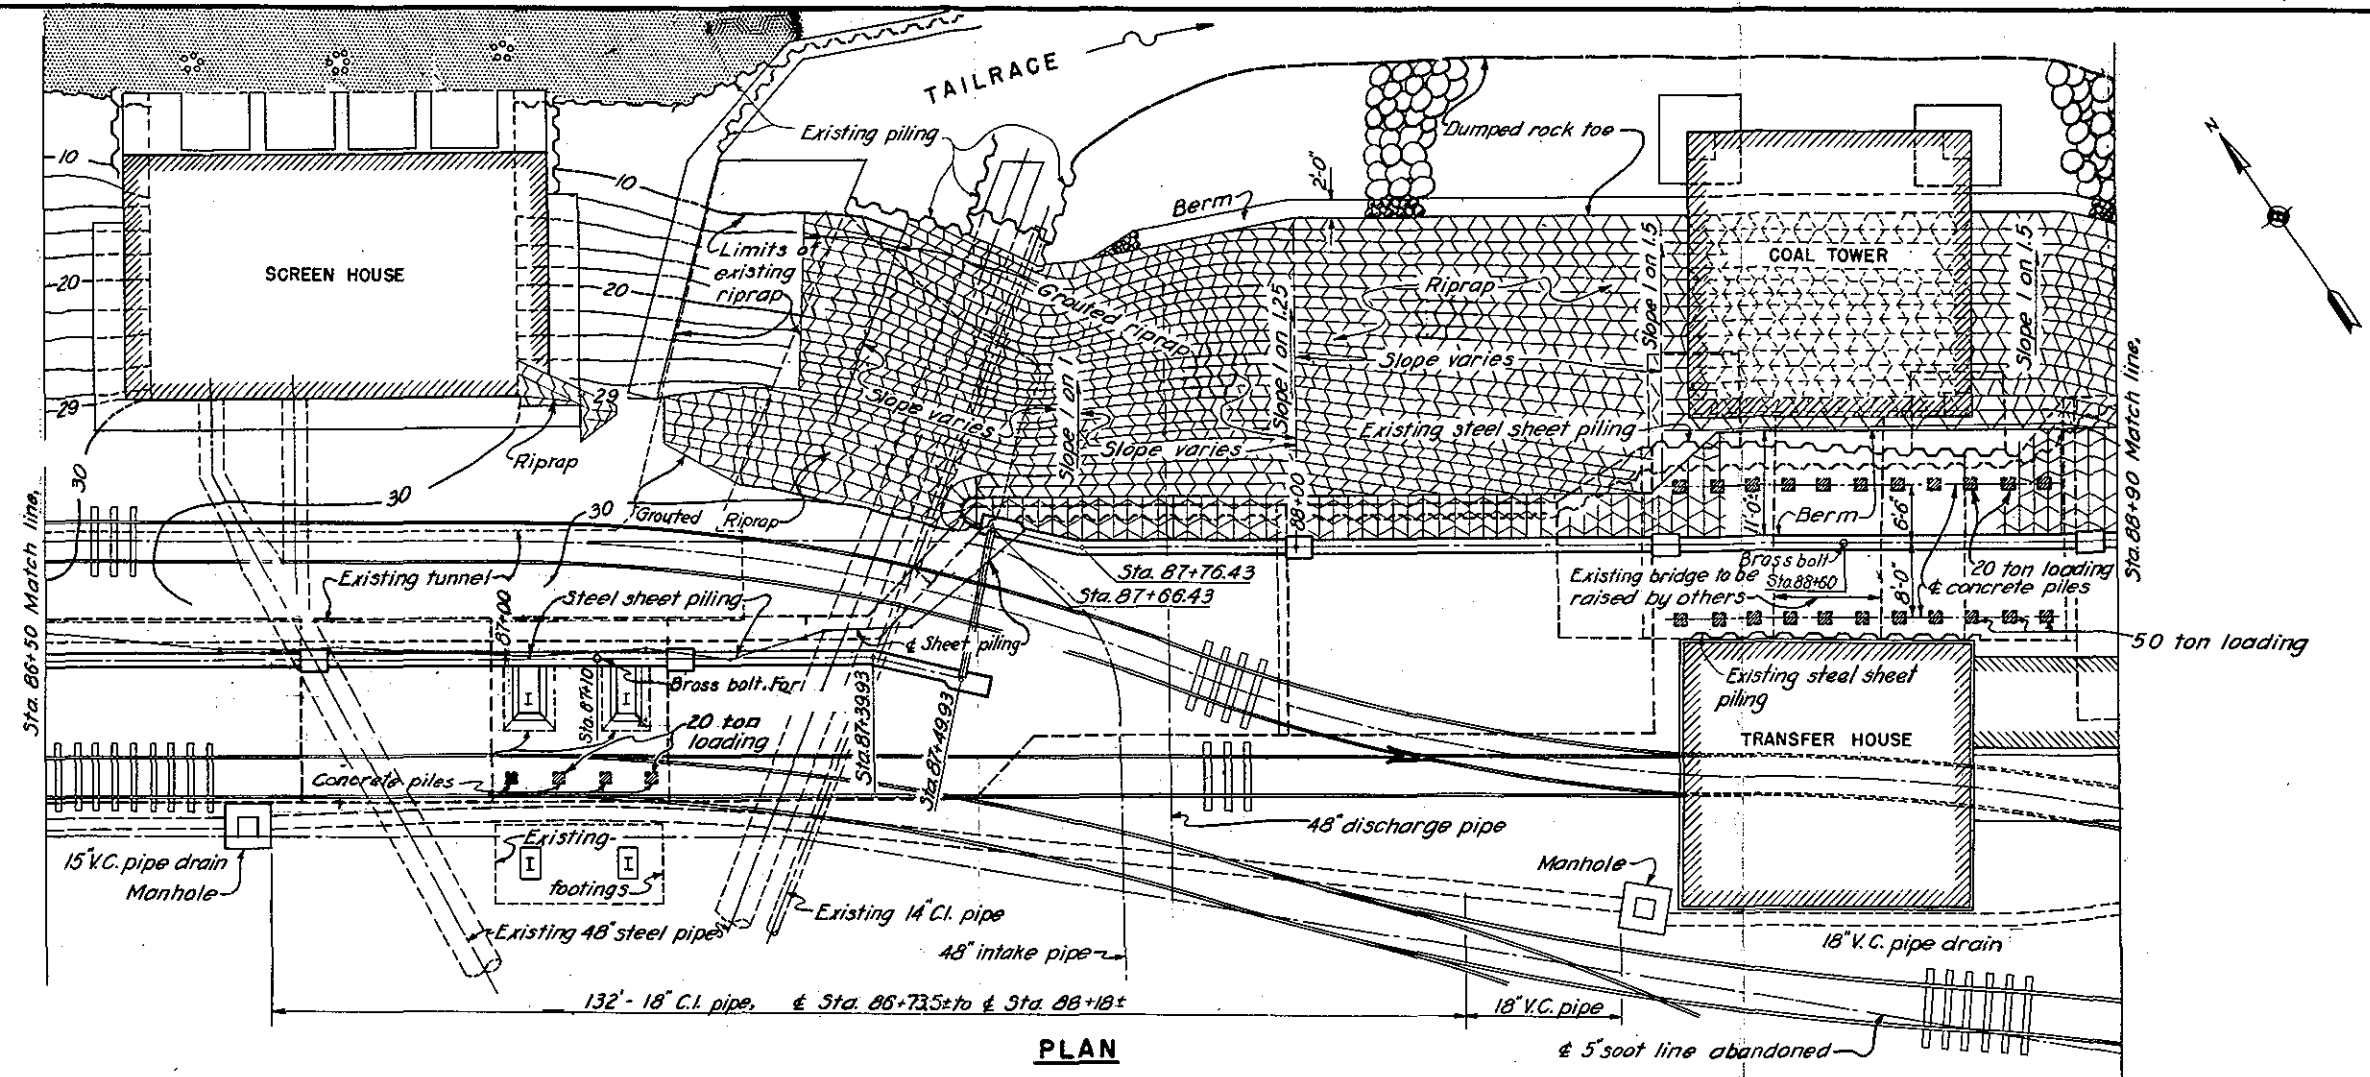 TAILRACE
N
Existing piling
Dumped rock toe
10
10
2'-0"
Berm
Limits of
existing
riprap
SCREEN HOUSE
20
20
Grouted riprap
Riprap
COAL TOWER
Slope 1 on 1.5
Slope 1 on 1.5
Slope 1 on 1.25
Slope varies
Slope varies
Slope 1 on 1
Slope varies
Existing steel sheet piling
29
29
Riprap
30
30
30
Grouted Riprap
88+00
11'-0"
Berm
6'-6"
Sta. 86+50 Match line.
Sta. 88+90 Match line.
Existing tunnel
Sta. 87+76.43
Sta. 87+66.43
Brass bolt
Sta 88+60
Existing bridge to be
raised by others
8'-0"
20 ton loading
℄ concrete piles
50 ton loading
87+00
Steel sheet piling
℄ Sheet piling
Sta. 87+10
Brass bolt. For
I
I
20 ton
loading
Sta. 87+39.93
Sta. 87+49.93
Existing steel sheet
piling
TRANSFER HOUSE
Concrete piles
15" V.C. pipe drain
Manhole
Existing
footings
I
I
48" discharge pipe
Manhole
Existing 14" C.I. pipe
Existing 48" steel pipes
48" intake pipe
18" V.C. pipe drain
132' - 18" C.I. pipe, ℄ Sta. 86+73.5± to ℄ Sta. 88+18±
18" V.C. pipe
PLAN
℄ 5" soot line abandoned